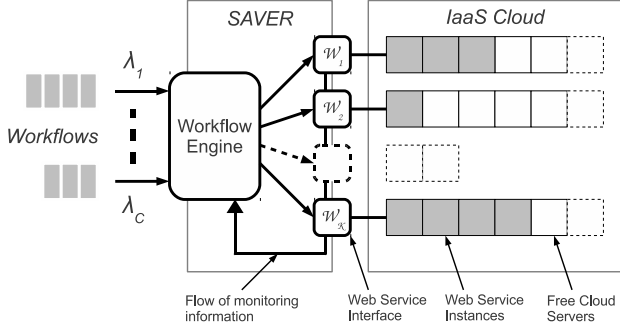 SAVER
IaaS Cloud
λ1
Workflows
λC
Workflow
Engine
W1
W2
WK
Flow of monitoring
information
Web Service
Interface
Web Service
Instances
Free Cloud
Servers